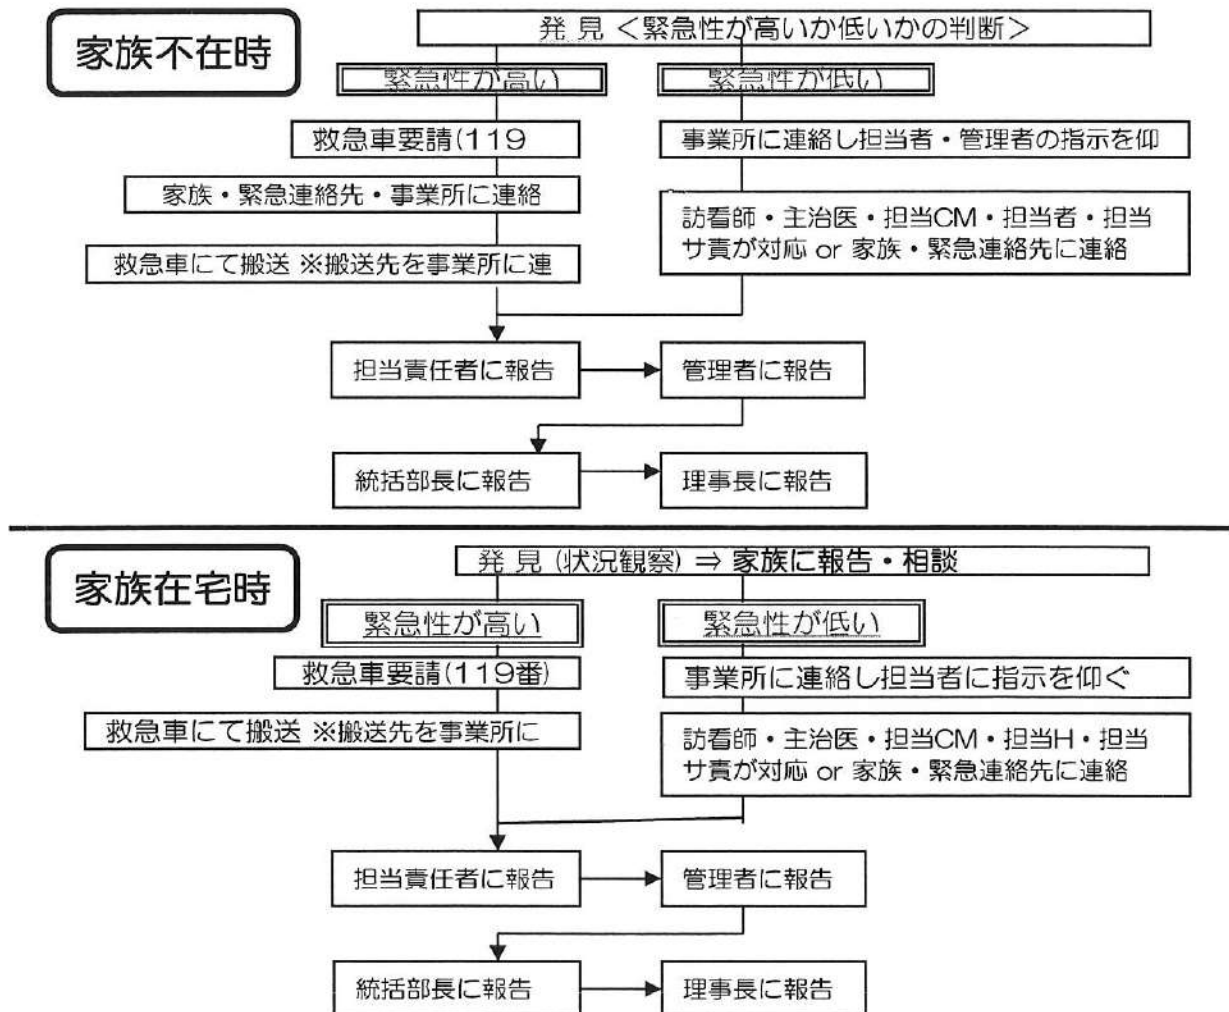 家族不在時
発見 <緊急性が高いか低いかの判断>
緊急性が高い
緊急性が低い
救急車要請(119
事業所に連絡し担当者・管理者の指示を仰
家族・緊急連絡先・事業所に連絡
訪看師・主治医・担当CM・担当者・担当
サ責が対応 or 家族・緊急連絡先に連絡
救急車にて搬送 ※搬送先を事業所に連
担当責任者に報告
管理者に報告
統括部長に報告
理事長に報告
家族在宅時
発見 (状況観察) ⇒ 家族に報告・相談
緊急性が高い
緊急性が低い
救急車要請(119番)
事業所に連絡し担当者に指示を仰ぐ
救急車にて搬送 ※搬送先を事業所に
訪看師・主治医・担当CM・担当H・担当
サ責が対応 or 家族・緊急連絡先に連絡
担当責任者に報告
管理者に報告
統括部長に報告
理事長に報告